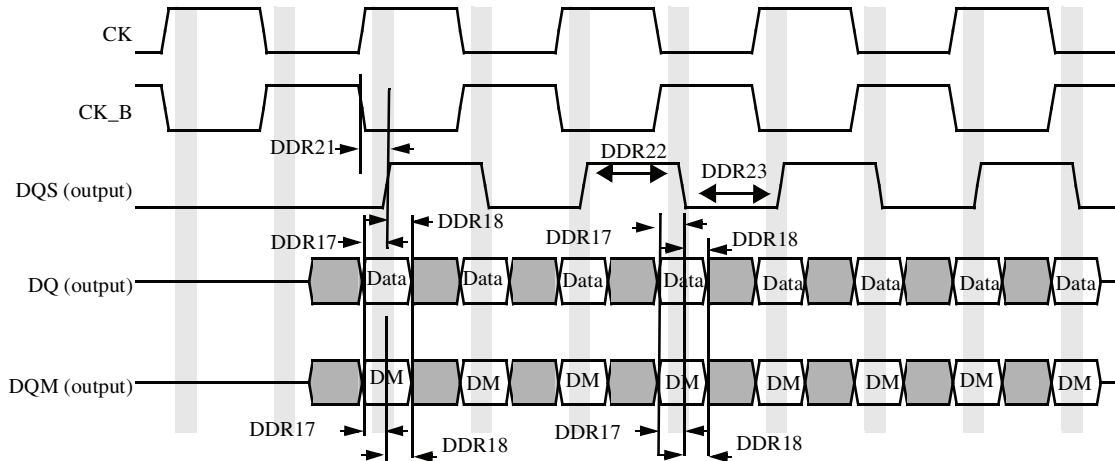 CK
CK_B
DDR21
DDR22
DDR23
DQS (output)
DDR17 DDR18 DDR17 DDR18
DQ (output) Data Data Data Data Data Data Data Data
DQM (output) DM DM DM DM DM DM DM DM
DDR17 DDR18 DDR17 DDR18